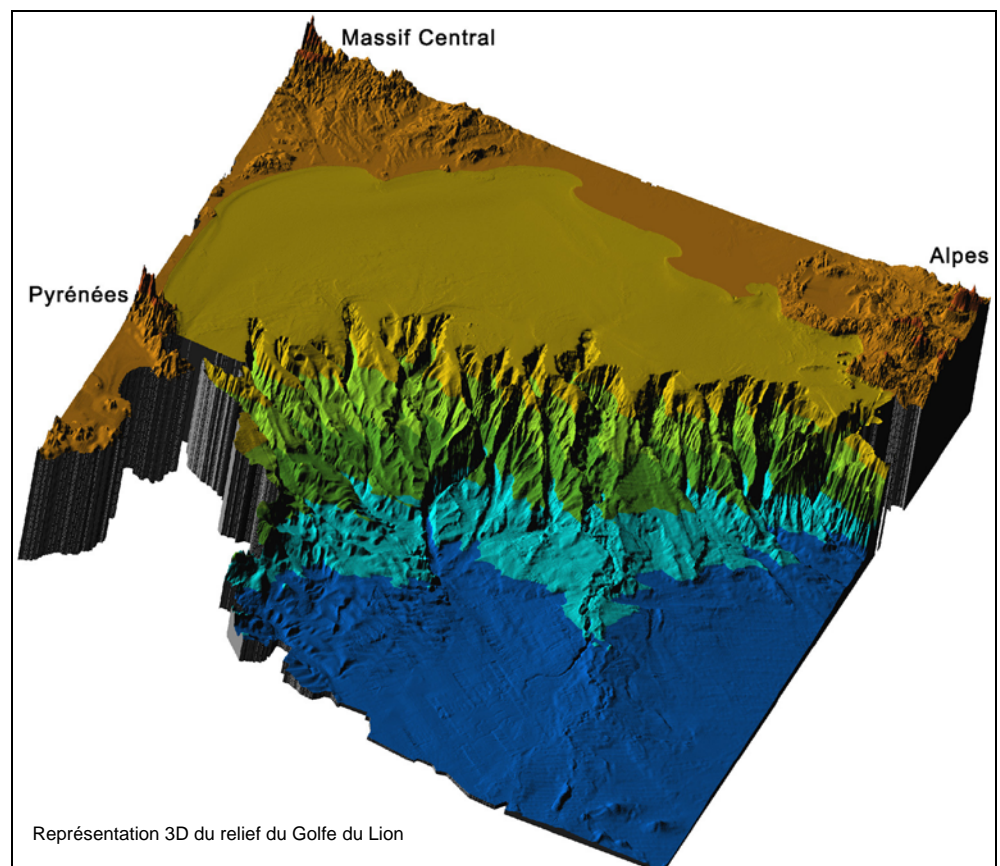 Massif Central
Alpes
Pyrénées
Représentation 3D du relief du Golfe du Lion